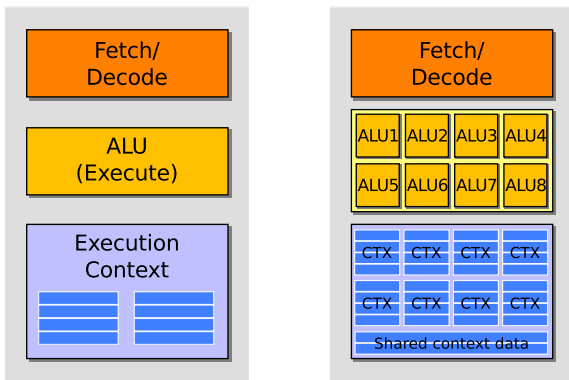 Fetch/
Decode
ALU
(Execute)
Execution
Context
Fetch/
Decode
ALU1 ALU2 ALU3 ALU4
ALU5 ALU6 ALU7 ALU8
CTX CTX CTX CTX
CTX CTX CTX CTX
Shared context data